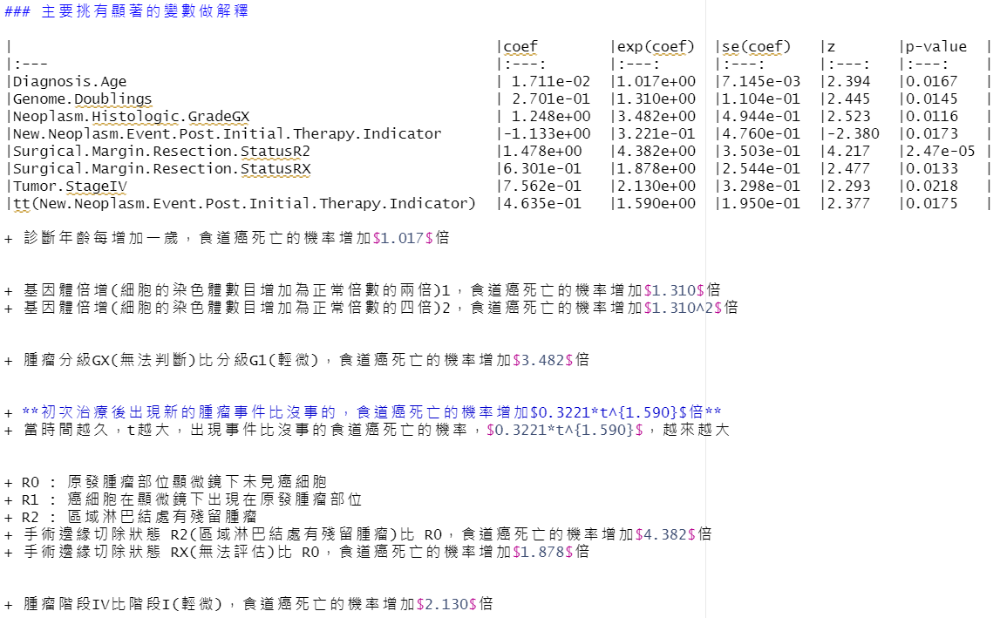 ### 主要挑有顯著的變數做解釋
| |coef |exp(coef) |se(coef) |z |p-value |
|:--- |:---: |:---: |:---: |:---: |:---: |
|Diagnosis.Age | 1.711e-02 |1.017e+00 |7.145e-03 |2.394 |0.0167 |
|Genome.Doublings | 2.701e-01 |1.310e+00 |1.104e-01 |2.445 |0.0145 |
|Neoplasm.Histologic.GradeGX | 1.248e+00 |3.482e+00 |4.944e-01 |2.523 |0.0116 |
|New.Neoplasm.Event.Post.Initial.Therapy.Indicator |-1.133e+00 |3.221e-01 |4.760e-01 |-2.380 |0.0173 |
|Surgical.Margin.Resection.StatusR2 |1.478e+00 |4.382e+00 |3.503e-01 |4.217 |2.47e-05 |
|Surgical.Margin.Resection.StatusRX |6.301e-01 |1.878e+00 |2.544e-01 |2.477 |0.0133 |
|Tumor.StageIV |7.562e-01 |2.130e+00 |3.298e-01 |2.293 |0.0218 |
|tt(New.Neoplasm.Event.Post.Initial.Therapy.Indicator) |4.635e-01 |1.590e+00 |1.950e-01 |2.377 |0.0175 |
+ 診斷年齡每增加一歲，食道癌死亡的機率增加$1.017$倍
+ 基因體倍增(細胞的染色體數目增加為正常倍數的兩倍)1，食道癌死亡的機率增加$1.310$倍
+ 基因體倍增(細胞的染色體數目增加為正常倍數的四倍)2，食道癌死亡的機率增加$1.310^2$倍
+ 腫瘤分級GX(無法判斷)比分級G1(輕微)，食道癌死亡的機率增加$3.482$倍
+ **初次治療後出現新的腫瘤事件比沒事的，食道癌死亡的機率增加$0.3221*t^{1.590}$倍**
+ 當時間越久，t越大，出現事件比沒事的食道癌死亡的機率，$0.3221*t^{1.590}$，越來越大
+ R0 : 原發腫瘤部位顯微鏡下未見癌細胞
+ R1 : 癌細胞在顯微鏡下出現在原發腫瘤部位
+ R2 : 區域淋巴結處有殘留腫瘤
+ 手術邊緣切除狀態 R2(區域淋巴結處有殘留腫瘤)比 R0，食道癌死亡的機率增加$4.382$倍
+ 手術邊緣切除狀態 RX(無法評估)比 R0，食道癌死亡的機率增加$1.878$倍
+ 腫瘤階段IV比階段I(輕微)，食道癌死亡的機率增加$2.130$倍